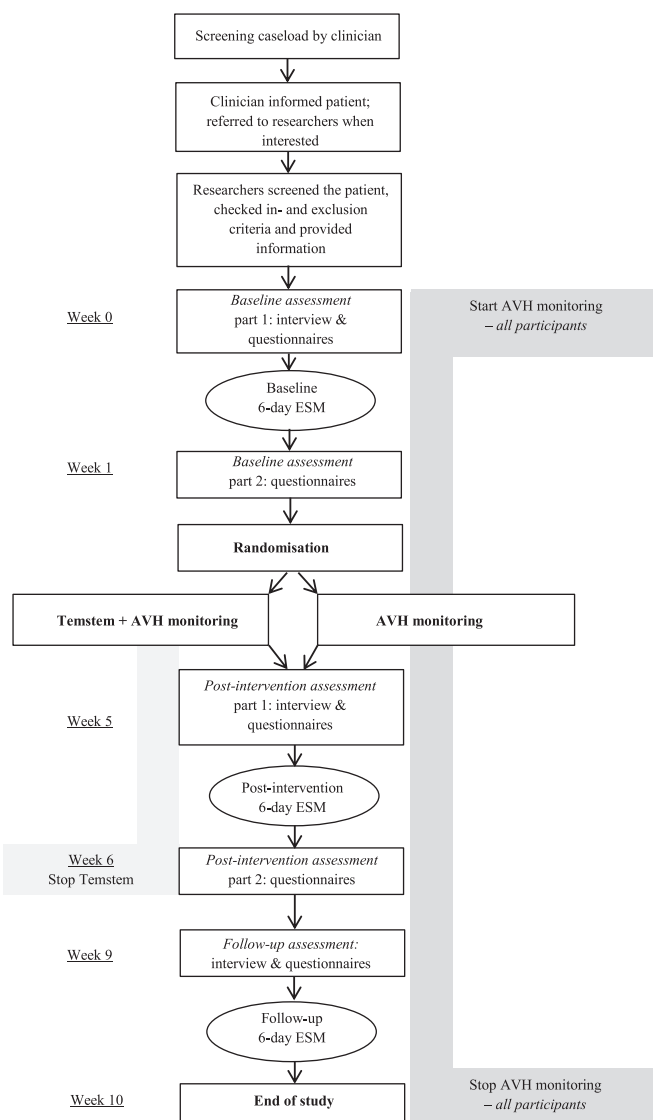 Screening caseload by clinician
Clinician informed patient;
referred to researchers when
interested
Researchers screened the patient,
checked in- and exclusion
criteria and provided
information
Week 0
Baseline assessment
part 1: interview &
questionnaires
Start AVH monitoring
– all participants
Baseline
6-day ESM
Week 1
Baseline assessment
part 2: questionnaires
Randomisation
Temstem + AVH monitoring
AVH monitoring
Week 5
Post-intervention assessment
part 1: interview &
questionnaires
Post-intervention
6-day ESM
Week 6
Stop Temstem
Post-intervention assessment
part 2: questionnaires
Week 9
Follow-up assessment:
interview & questionnaires
Follow-up
6-day ESM
Week 10
End of study
Stop AVH monitoring
– all participants